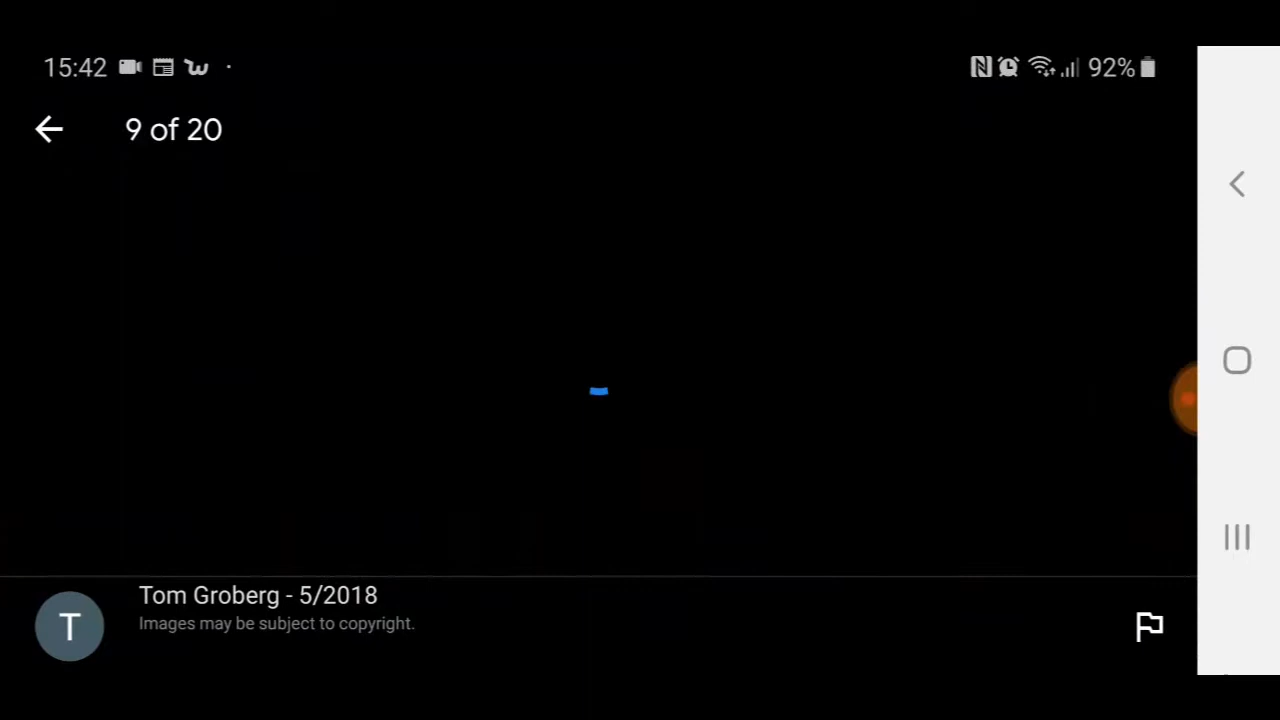 15:42
92%
9 of 20
Tom Groberg - 5/2018
Images may be subject to copyright.
T